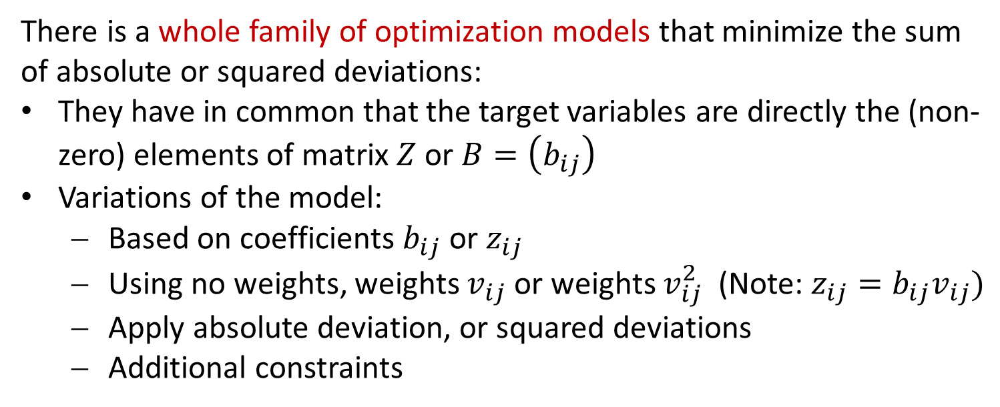 There is a whole family of optimization models that minimize the sum
of absolute or squared deviations:
• They have in common that the target variables are directly the (non-
zero) elements of matrix Z or B = (b_{ij})
• Variations of the model:
– Based on coefficients b_{ij} or z_{ij}
– Using no weights, weights v_{ij} or weights v_{ij}^2 (Note: z_{ij} = b_{ij}v_{ij})
– Apply absolute deviation, or squared deviations
– Additional constraints